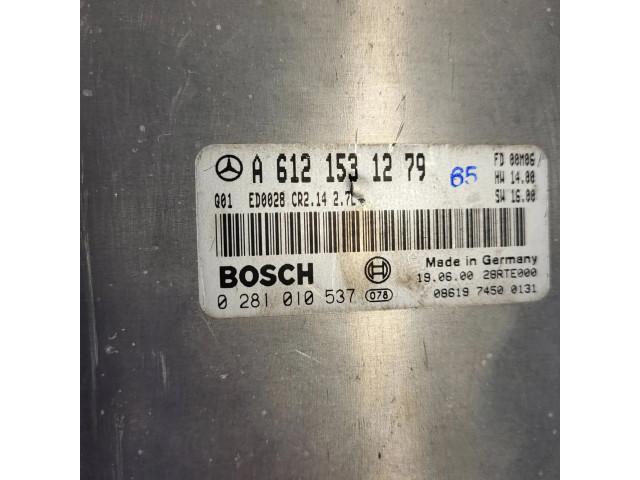 A 612 153 12 79
65
FD 00M06
HW 14.00
SW 16.00
Q01 ED0028 CR2.14 2.7L
BOSCH
0 281 010 537 078
Made in Germany
19.06.00 28RTE000
08619 7450 0131